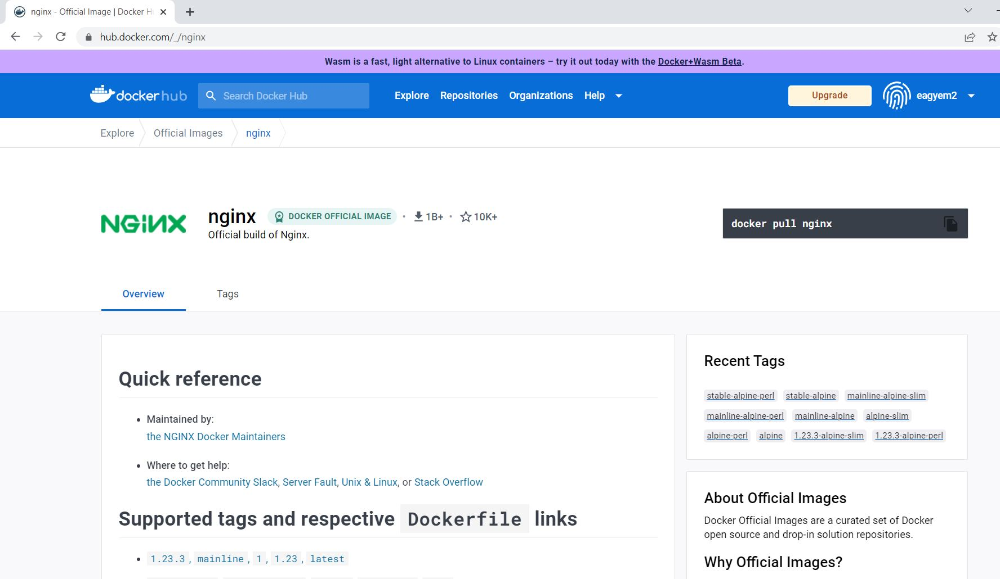 nginx - Official Image | Docker H
hub.docker.com/_/nginx
Wasm is a fast, light alternative to Linux containers – try it out today with the Docker+Wasm Beta.
dockerhub
Search Docker Hub
Explore
Repositories
Organizations
Help
Upgrade
eagyem2
Explore
Official Images
nginx
NGINX
nginx
DOCKER OFFICIAL IMAGE
• 1B+ • 10K+
Official build of Nginx.
docker pull nginx
Overview
Tags
Quick reference
• Maintained by:
the NGINX Docker Maintainers
• Where to get help:
the Docker Community Slack, Server Fault, Unix & Linux, or Stack Overflow
Supported tags and respective Dockerfile links
• 1.23.3, mainline, 1, 1.23, latest
Recent Tags
stable-alpine-perl stable-alpine mainline-alpine-slim
mainline-alpine-perl mainline-alpine alpine-slim
alpine-perl alpine 1.23.3-alpine-slim 1.23.3-alpine-perl
About Official Images
Docker Official Images are a curated set of Docker
open source and drop-in solution repositories.
Why Official Images?